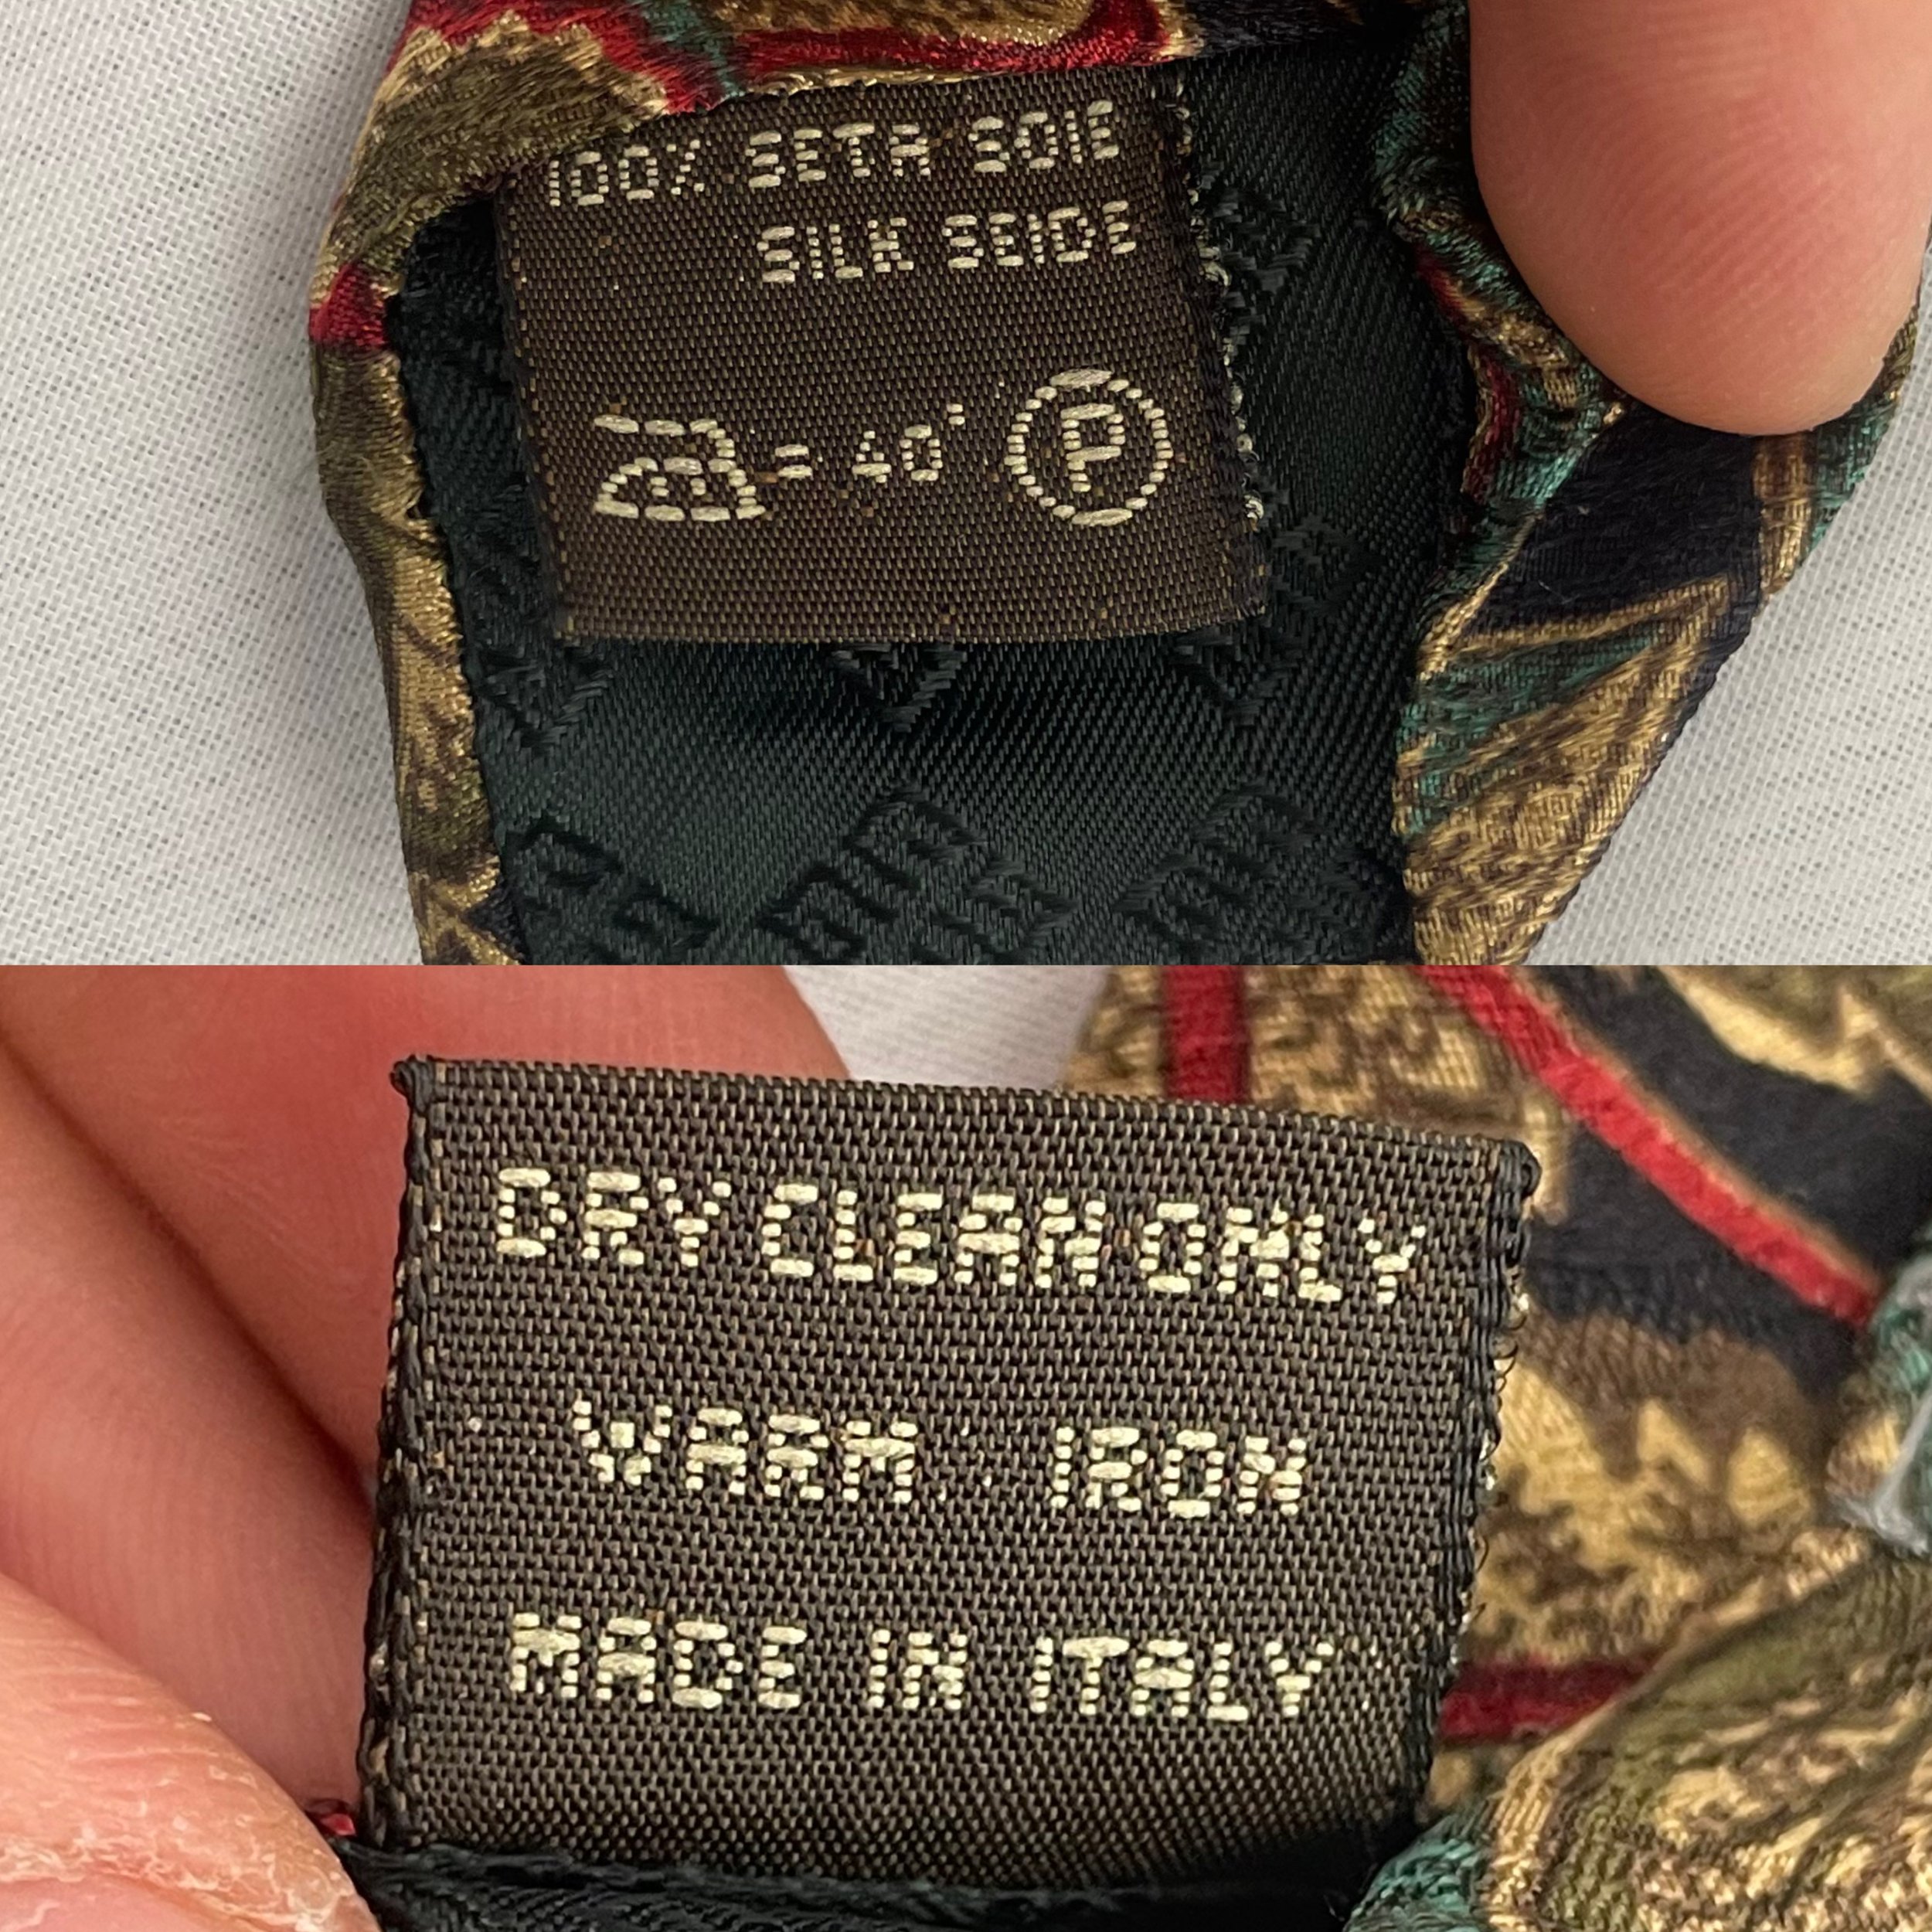 100% SETA SOIE
SILK SEIDE
= 40° P
DRY CLEAN ONLY
WARM IRON
MADE IN ITALY